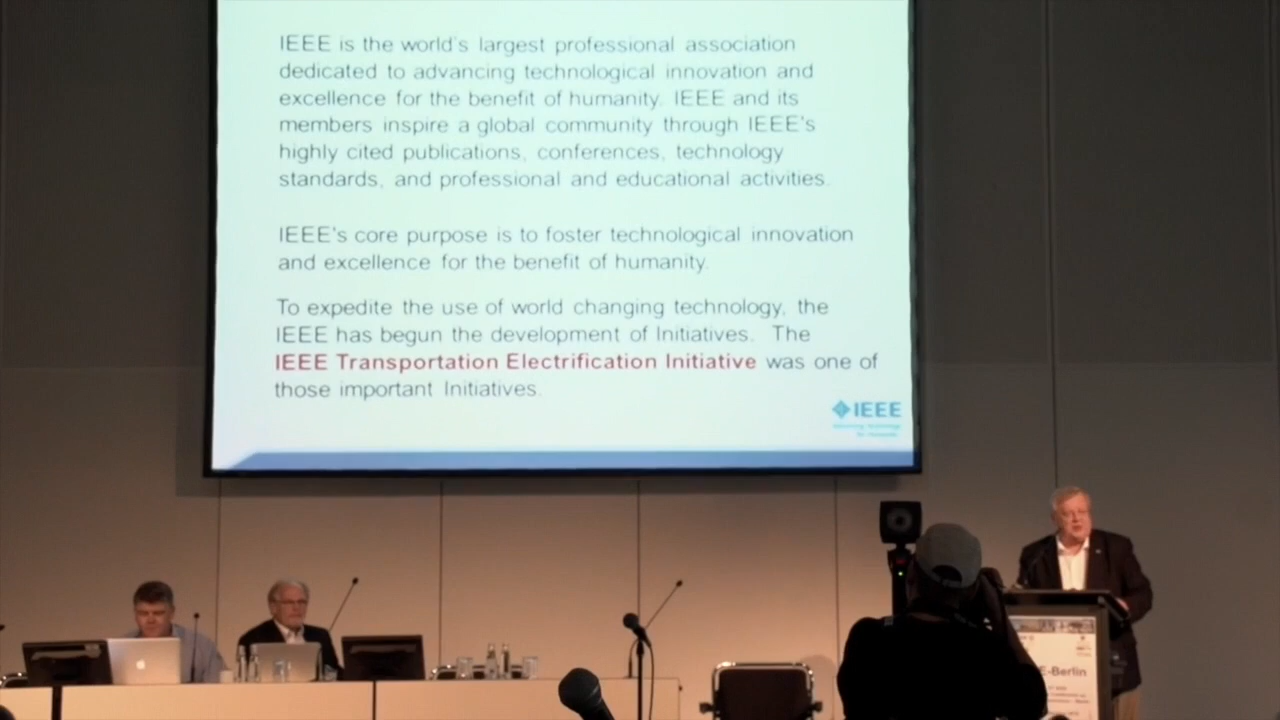 IEEE is the world's largest professional association
dedicated to advancing technological innovation and
excellence for the benefit of humanity. IEEE and its
members inspire a global community through IEEE's
highly cited publications, conferences, technology
standards, and professional and educational activities.
IEEE's core purpose is to foster technological innovation
and excellence for the benefit of humanity.
To expedite the use of world changing technology, the
IEEE has begun the development of Initiatives. The
IEEE Transportation Electrification Initiative was one of
those important Initiatives.
IEEE
E-Berlin